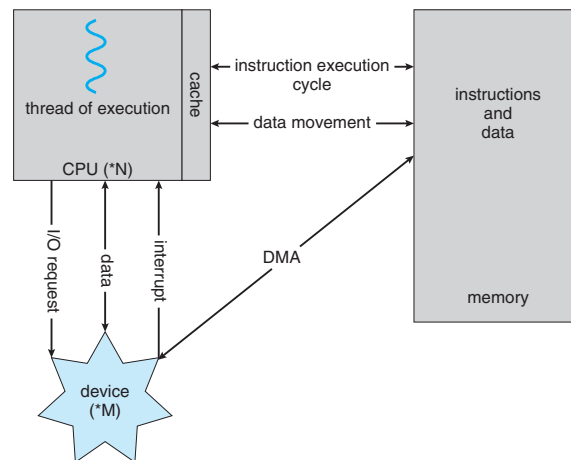 thread of execution
cache
CPU (*N)
instruction execution
cycle
data movement
instructions
and
data
memory
I/O request
data
interrupt
DMA
device
(*M)